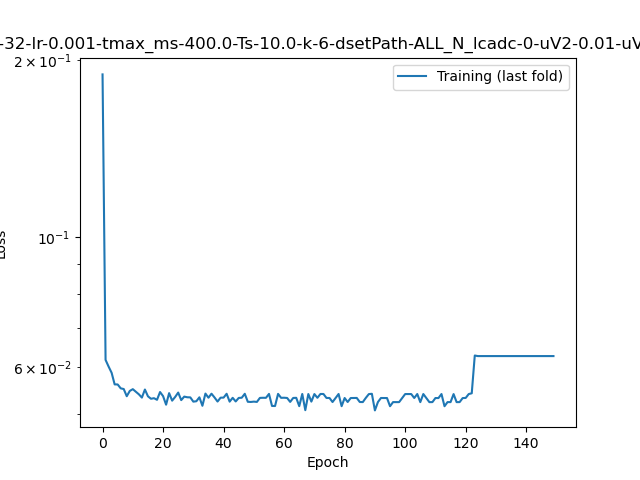 -32-lr-0.001-tmax_ms-400.0-Ts-10.0-k-6-dsetPath-ALL_N_lcadc-0-uV2-0.01-uV
Training (last fold)
2 × 10⁻¹
10⁻¹
6 × 10⁻²
Loss
0 20 40 60 80 100 120 140
Epoch